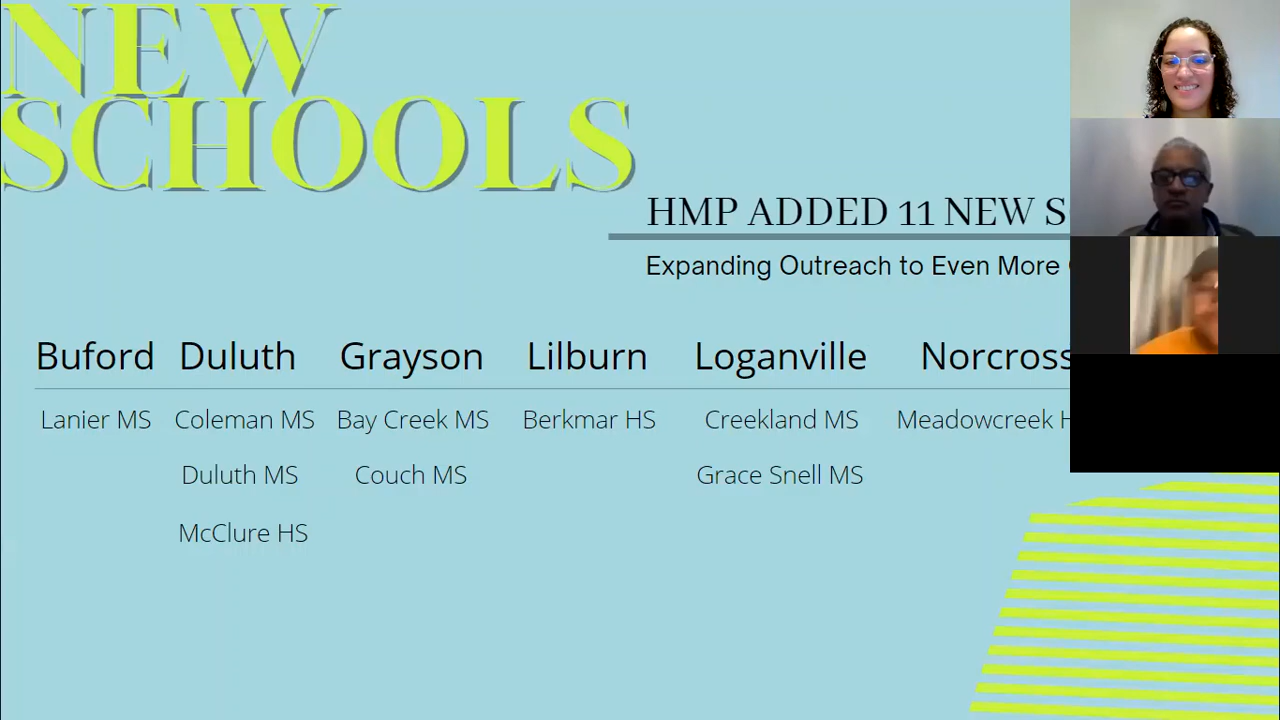 NEW
SCHOOLS
HMP ADDED 11 NEW
Expanding Outreach to Even More
Buford Duluth Grayson Lilburn Loganville Norcross
Lanier MS Coleman MS Bay Creek MS Berkmar HS Creekland MS Meadowcreek
Duluth MS Couch MS Grace Snell MS
McClure HS